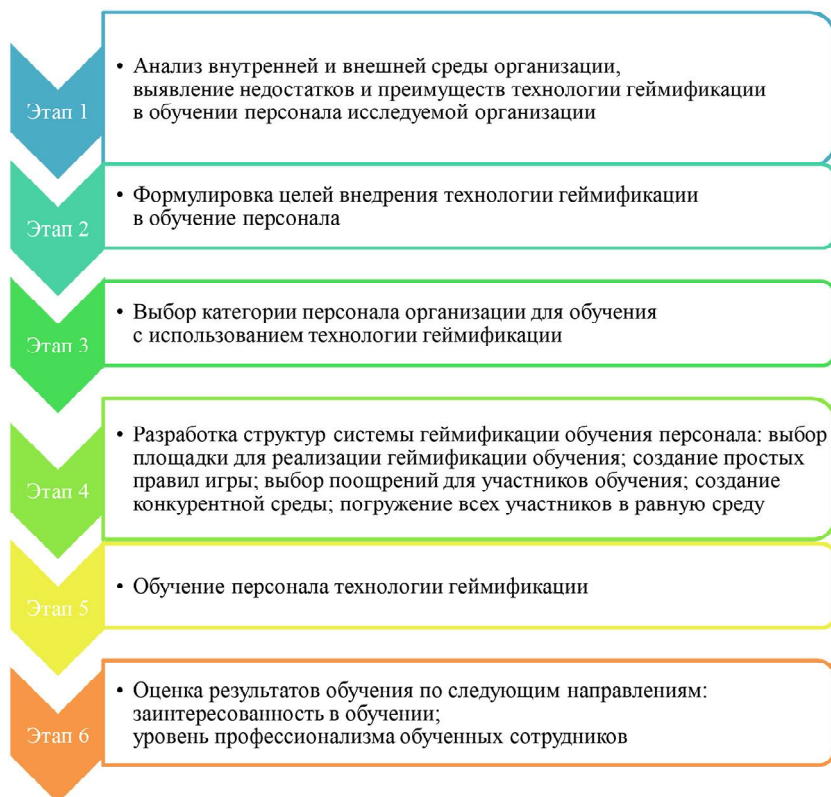 Этап 1
• Анализ внутренней и внешней среды организации,
выявление недостатков и преимуществ технологии геймификации
в обучении персонала исследуемой организации
Этап 2
• Формулировка целей внедрения технологии геймификации
в обучение персонала
Этап 3
• Выбор категории персонала организации для обучения
с использованием технологии геймификации
Этап 4
• Разработка структур системы геймификации обучения персонала: выбор
площадки для реализации геймификации обучения; создание простых
правил игры; выбор поощрений для участников обучения; создание
конкурентной среды; погружение всех участников в равную среду
Этап 5
• Обучение персонала технологии геймификации
Этап 6
• Оценка результатов обучения по следующим направлениям:
заинтересованность в обучении;
уровень профессионализма обученных сотрудников